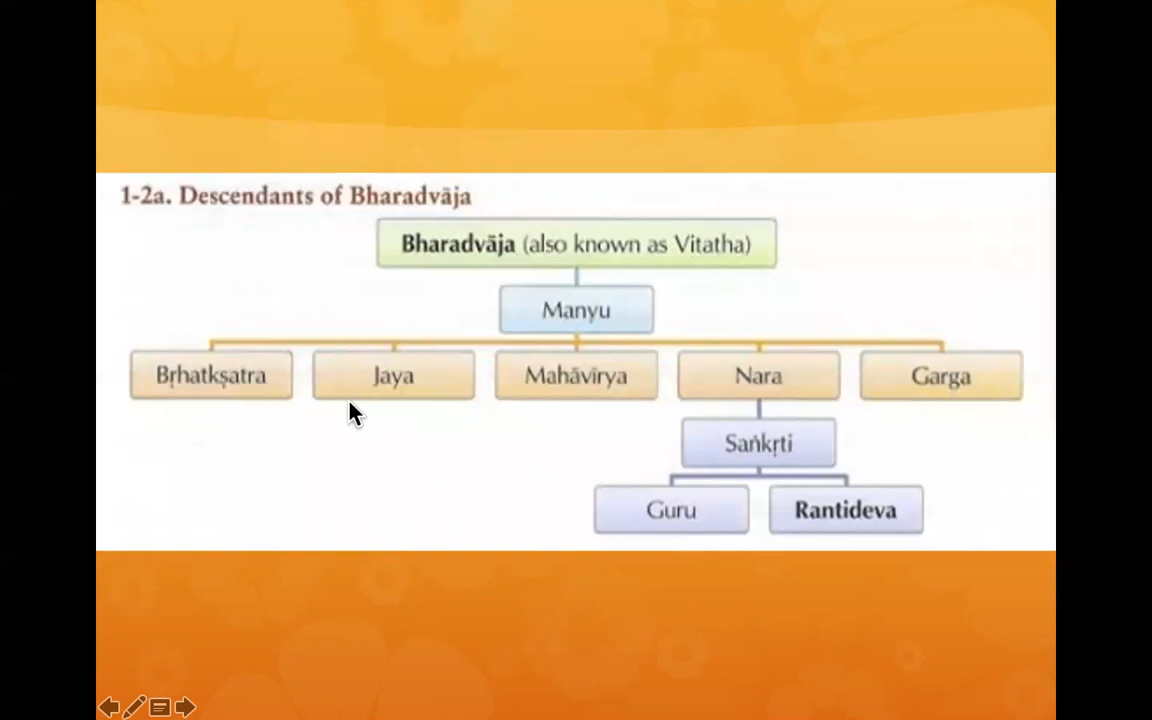 1-2a. Descendants of Bharadvāja
Bharadvāja (also known as Vitatha)
Manyu
Bṛhatkṣatra Jaya Mahāvīrya Nara Garga
Saṅkṛti
Guru Rantideva